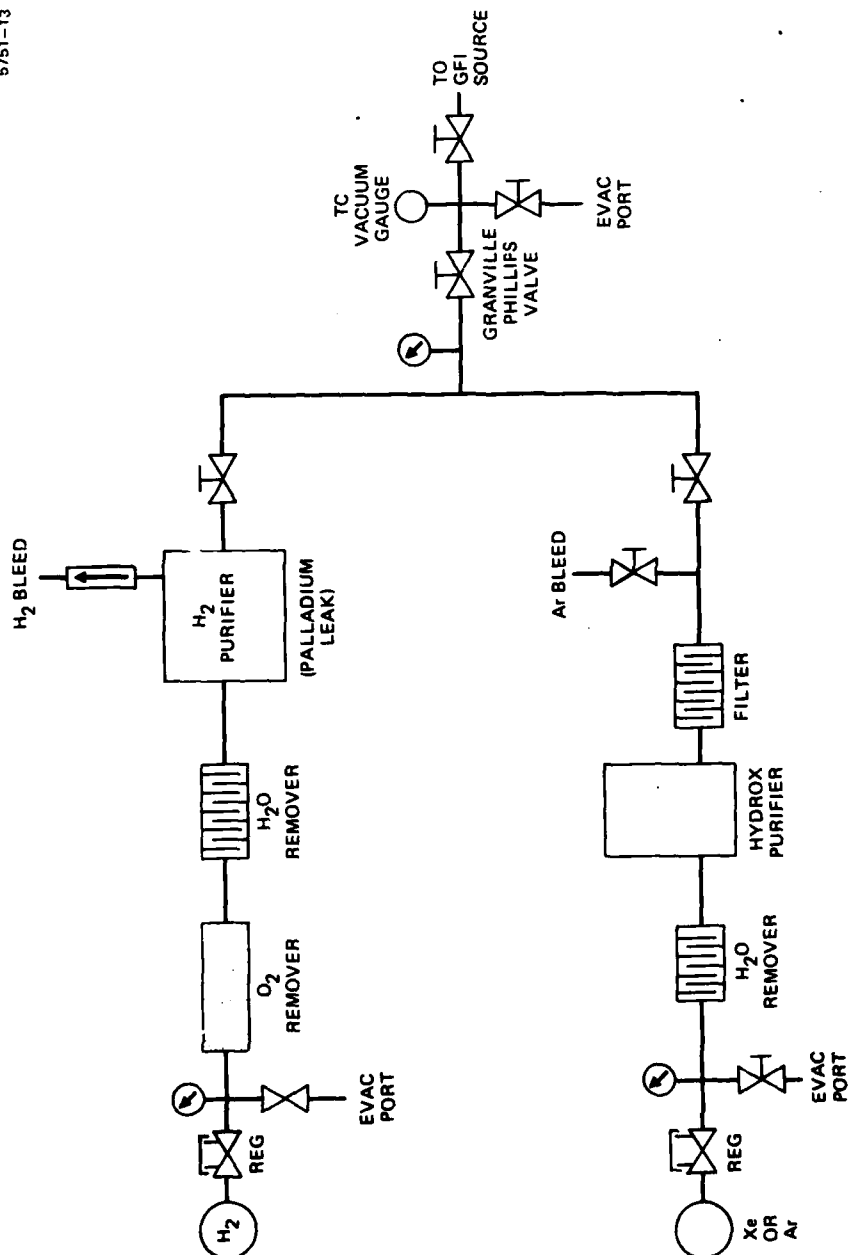 5751-13
H2 BLEED
H2
PURIFIER
(PALLADIUM
LEAK)
H2O
REMOVER
O2
REMOVER
EVAC
PORT
REG
H2
TC
VACUUM
GAUGE
TO
GFI
SOURCE
GRANVILLE
PHILLIPS
VALVE
EVAC
PORT
Ar BLEED
FILTER
HYDROX
PURIFIER
H2O
REMOVER
EVAC
PORT
REG
Xe
OR
Ar